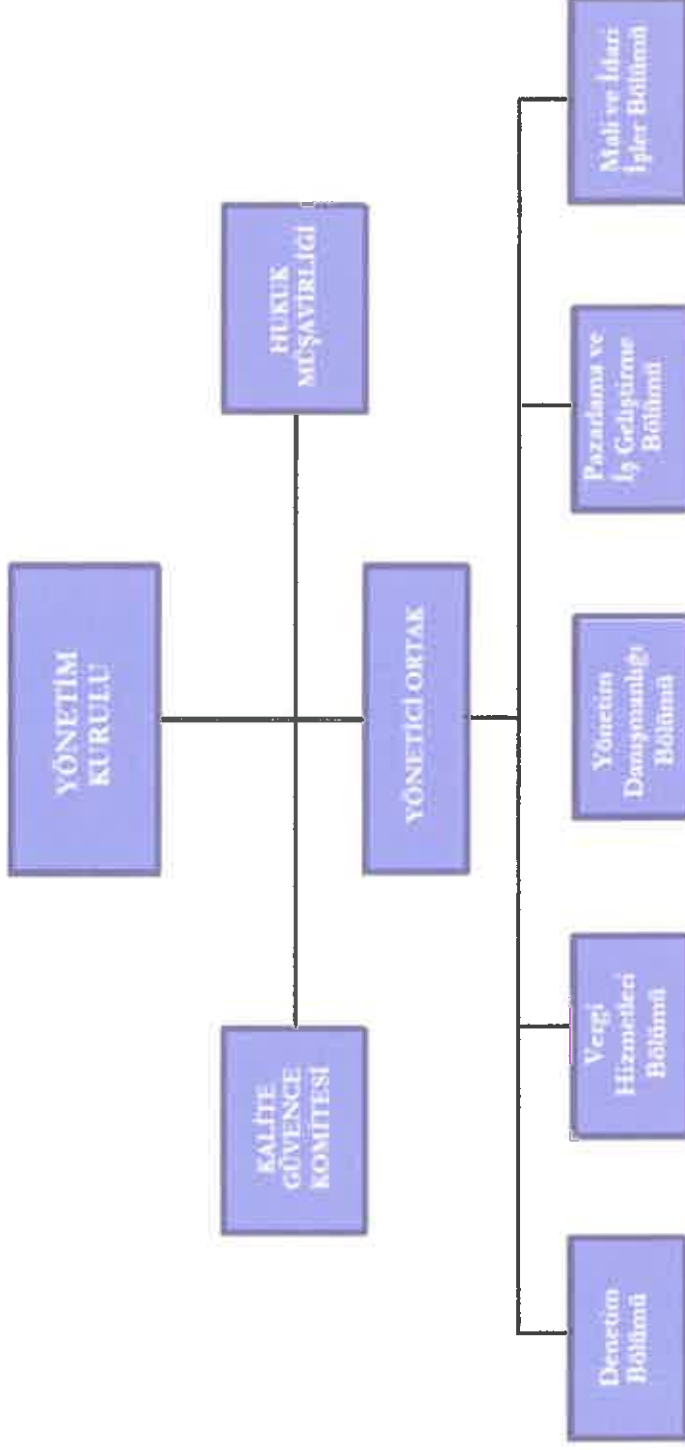 YÖNETİM
KURULU
KALİTE
GÜVENCE
KOMİTESİ
HUKUK
MÜŞAVİRLİĞİ
YÖNETİCİ ORTAK
Denetim
Bölümü
Vergi
Hizmetleri
Bölümü
Yönetim
Danışmanlığı
Bölümü
Pazarlama ve
İş Geliştirme
Bölümü
Mali ve İdari
İşler Bölümü